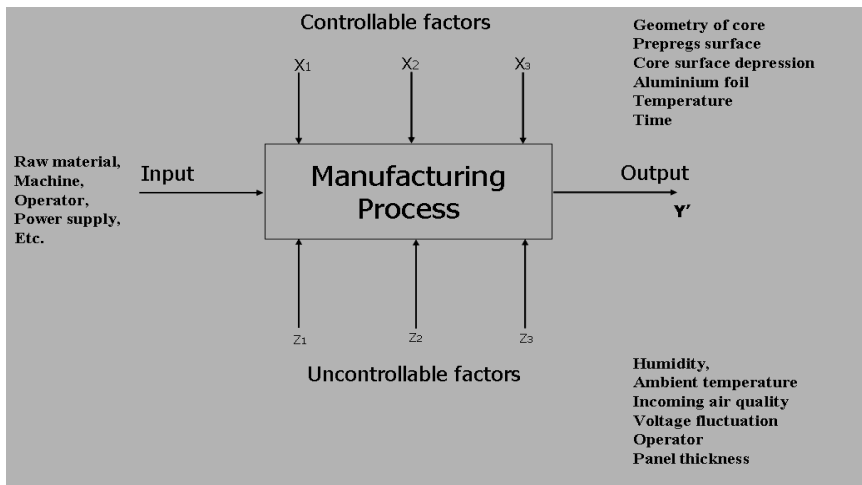 Controllable factors
X1 X2 X3
Geometry of core
Prepregs surface
Core surface depression
Aluminium foil
Temperature
Time
Raw material,
Machine,
Operator,
Power supply,
Etc.
Input
Manufacturing
Process
Output
Y’
Z1 Z2 Z3
Uncontrollable factors
Humidity,
Ambient temperature
Incoming air quality
Voltage fluctuation
Operator
Panel thickness